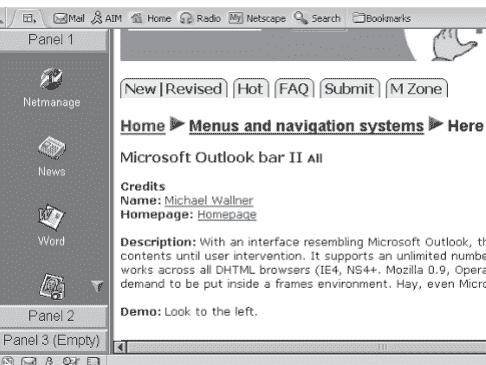 Mail AIM Home Radio My Netscape Search Bookmarks
Panel 1
Netmanage
News
Word
Panel 2
Panel 3 (Empty)
New | Revised Hot FAQ Submit M Zone
Home Menus and navigation systems Here
Microsoft Outlook bar II All
Credits
Name: Michael Wallner
Homepage: Homepage
Description: With an interface resembling Microsoft Outlook, th
contents until user intervention. It supports an unlimited numbe
works across all DHTML browsers (IE4, NS4+. Mozilla 0.9, Opera
demand to be put inside a frames environment. Hay, even Micro
Demo: Look to the left.